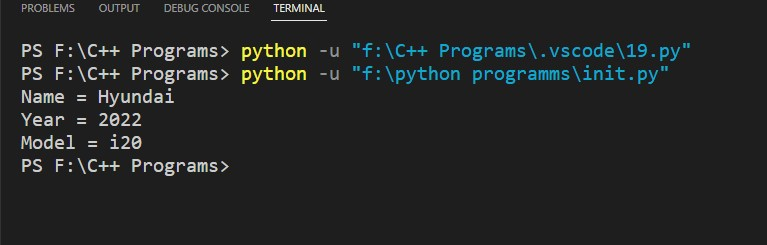 PROBLEMS OUTPUT DEBUG CONSOLE TERMINAL
PS F:\C++ Programs> python -u "f:\C++ Programs\.vscode\19.py"
PS F:\C++ Programs> python -u "f:\python programms\init.py"
Name = Hyundai
Year = 2022
Model = i20
PS F:\C++ Programs>